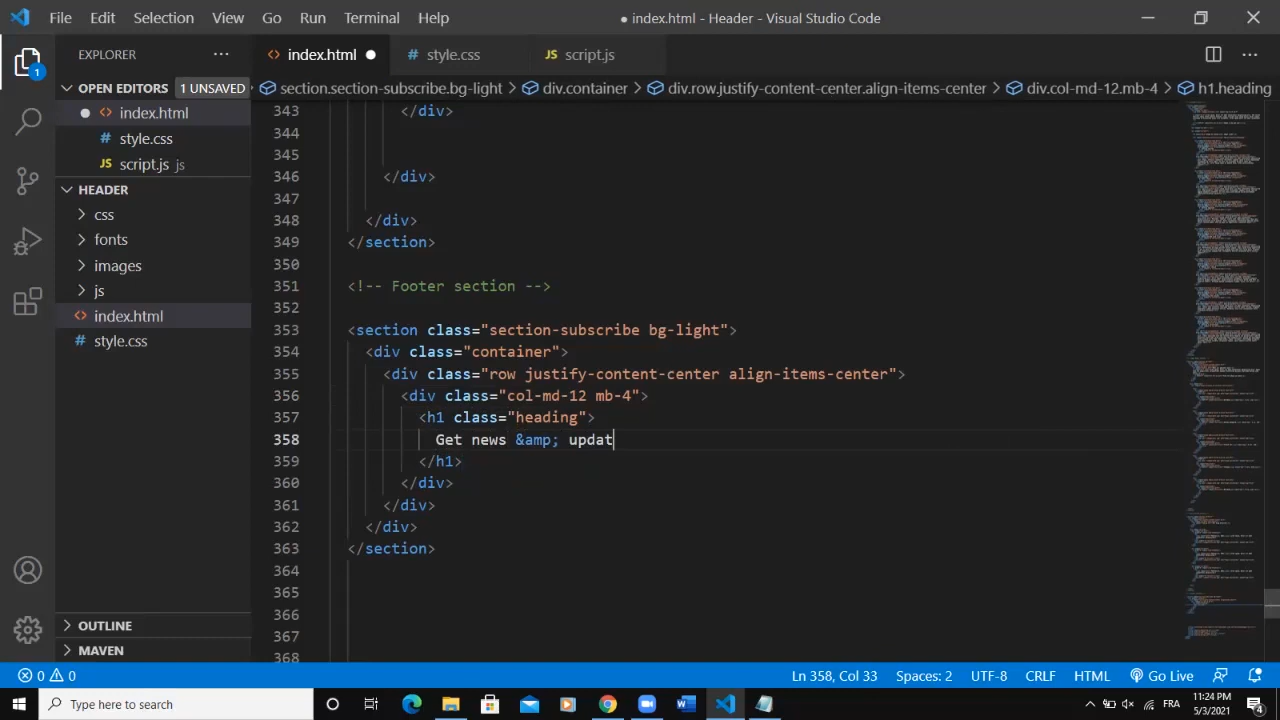 File Edit Selection View Go Run Terminal Help
● index.html - Header - Visual Studio Code
EXPLORER
OPEN EDITORS 1 UNSAVED
index.html
style.css
script.js js
HEADER
css
fonts
images
js
index.html
style.css
OUTLINE
MAVEN
1
index.html style.css script.js
section.section-subscribe.bg-light > div.container > div.row.justify-content-center.align-items-center > div.col-md-12.mb-4 > h1.heading
343 </div>
344
345
346 </div>
347
348 </div>
349 </section>
350
351 <!-- Footer section -->
352
353 <section class="section-subscribe bg-light">
354 <div class="container">
355 <div class="row justify-content-center align-items-center">
356 <div class="col-md-12 mb-4">
357 <h1 class="heading">
358 Get news &amp; updat
359 </h1>
360 </div>
361 </div>
362 </div>
363 </section>
364
365
366
367
368
0 0 Ln 358, Col 33 Spaces: 2 UTF-8 CRLF HTML Go Live
Type here to search
FRA
11:24 PM
5/3/2021
4